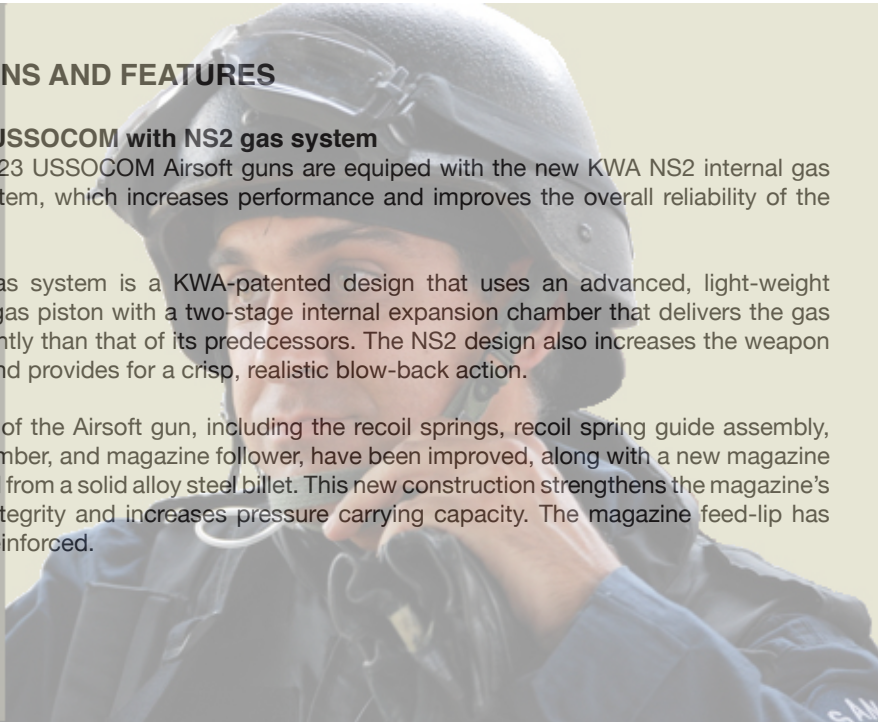 NS AND FEATURES
USSOCOM with NS2 gas system
23 USSOCOM Airsoft guns are equiped with the new KWA NS2 internal gas
tem, which increases performance and improves the overall reliability of the
as system is a KWA-patented design that uses an advanced, light-weight
gas piston with a two-stage internal expansion chamber that delivers the gas
ntly than that of its predecessors. The NS2 design also increases the weapon
nd provides for a crisp, realistic blow-back action.
of the Airsoft gun, including the recoil springs, recoil spring guide assembly,
mber, and magazine follower, have been improved, along with a new magazine
from a solid alloy steel billet. This new construction strengthens the magazine's
tegrity and increases pressure carrying capacity. The magazine feed-lip has
inforced.